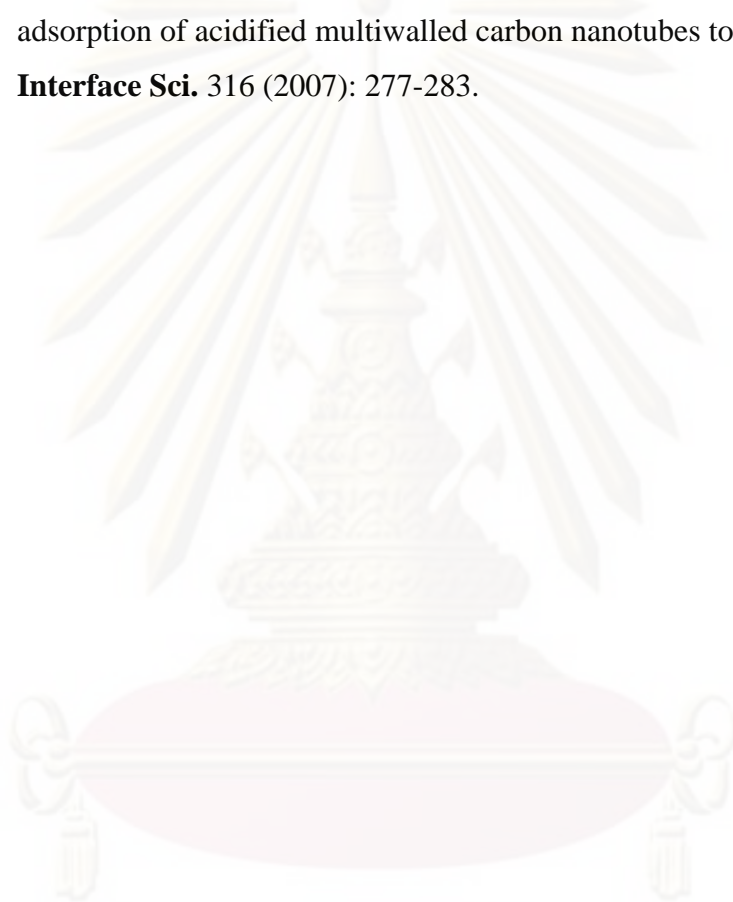 adsorption of acidified multiwalled carbon nanotubes to
Interface Sci. 316 (2007): 277-283.